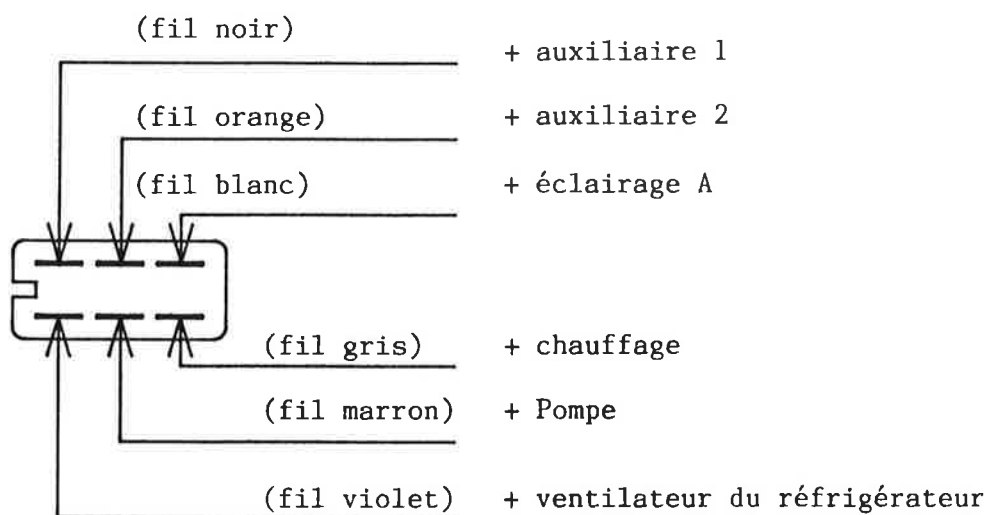 (fil noir) + auxiliaire 1
(fil orange) + auxiliaire 2
(fil blanc) + éclairage A
(fil gris) + chauffage
(fil marron) + Pompe
(fil violet) + ventilateur du réfrigérateur